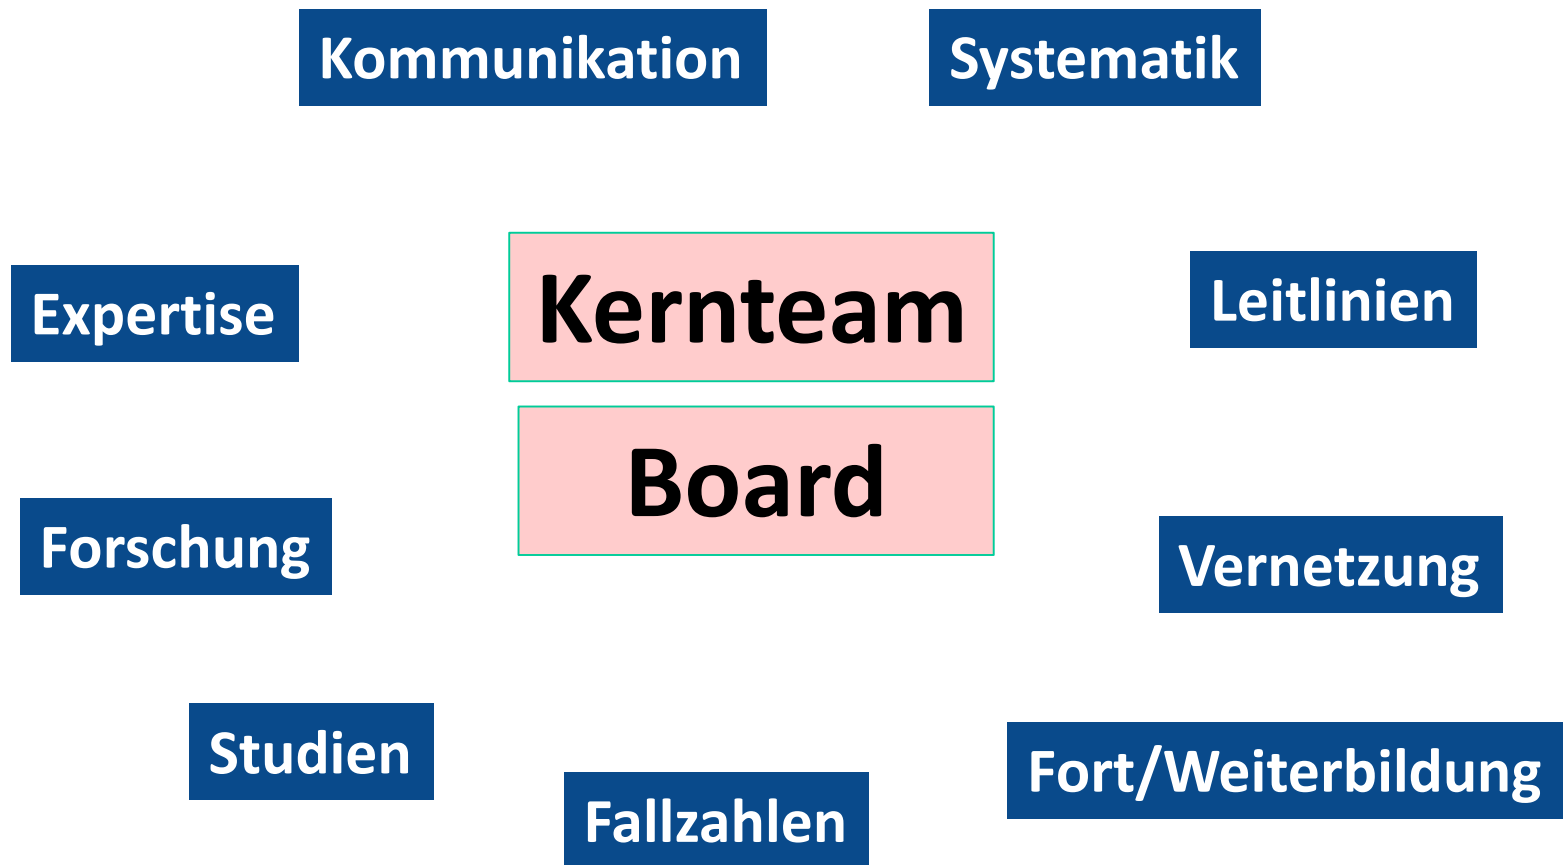 Kommunikation
Systematik
Expertise
Kernteam
Leitlinien
Board
Forschung
Vernetzung
Studien
Fallzahlen
Fort/Weiterbildung